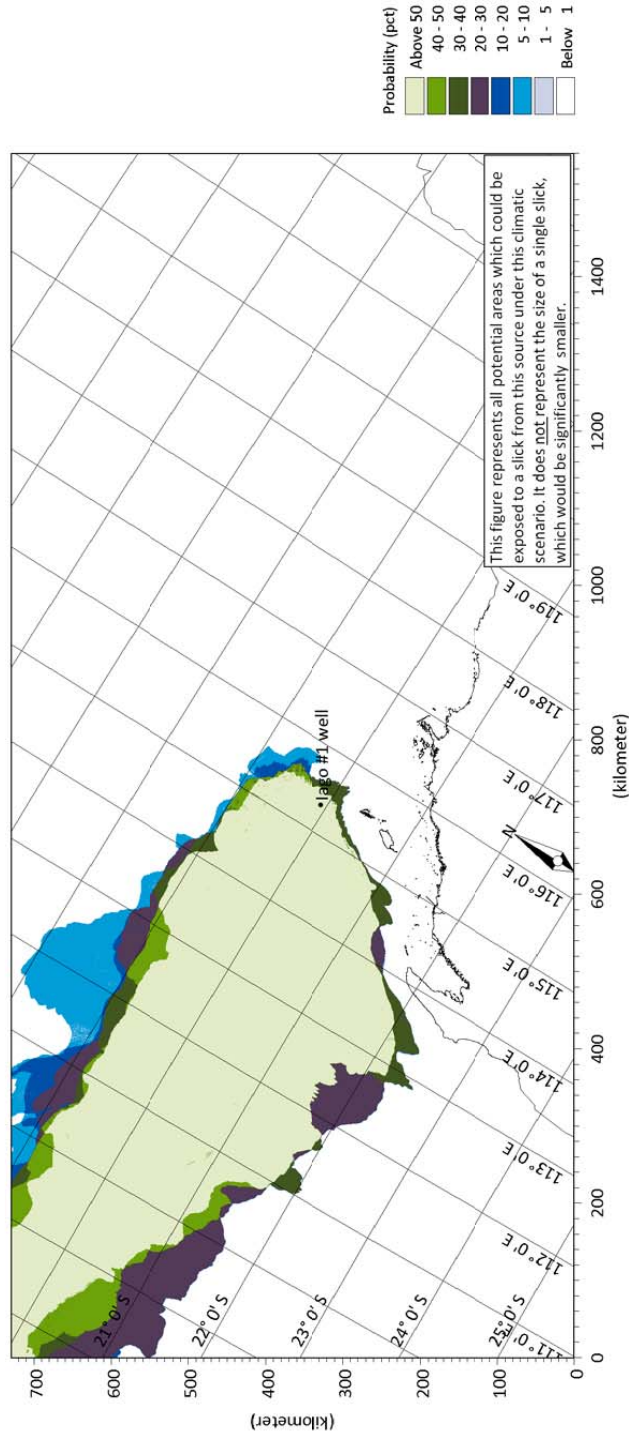 Probability (pct)
Above 50
40 - 50
30 - 40
20 - 30
10 - 20
5 - 10
1 - 5
Below 1
700
600
500
400
300
200
100
0
(kilometer)
21° 0' S
22° 0' S
23° 0' S
24° 0' S
25° 0' S
Iago #1 well
111° 0'
112° 0' E
113° 0' E
114° 0' E
115° 0' E
116° 0' E
117° 0' E
118° 0' E
119° 0' E
N
This figure represents all potential areas which could be
exposed to a slick from this source under this climatic
scenario. It does not represent the size of a single slick,
which would be significantly smaller.
0
200
400
600
800
1000
1200
1400
(kilometer)